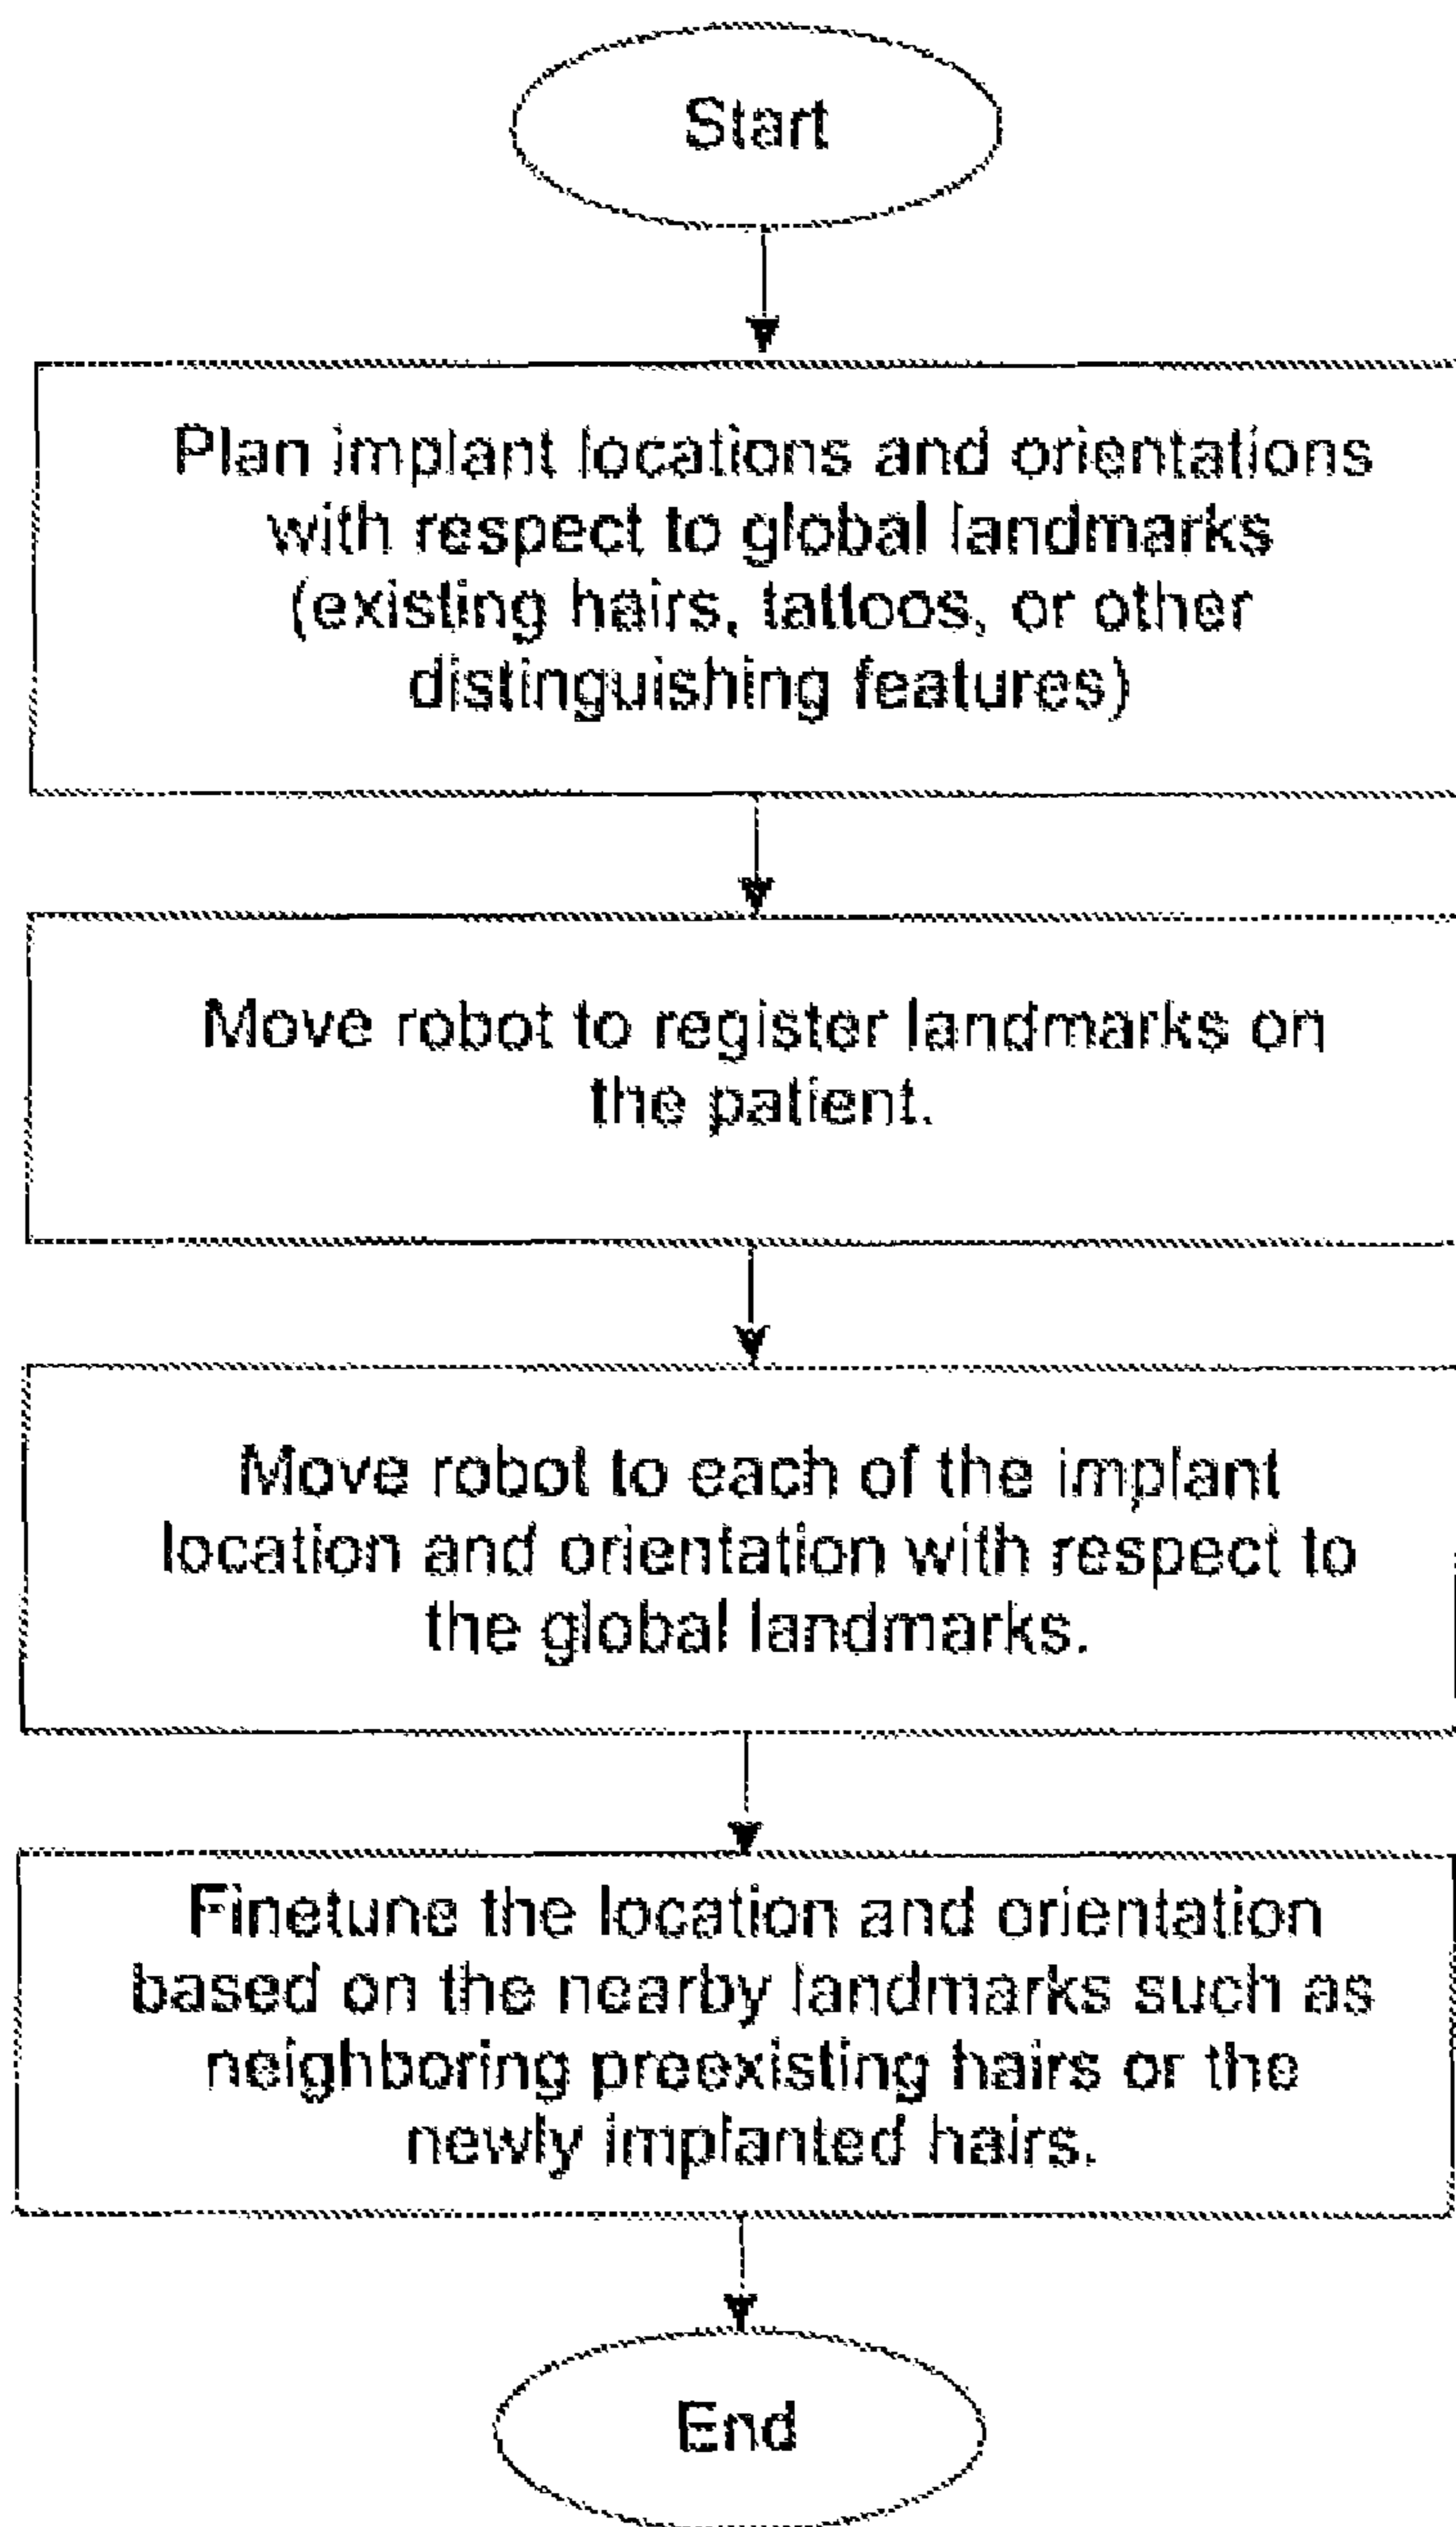 Start
Plan implant locations and orientations
with respect to global landmarks
(existing hairs, tattoos, or other
distinguishing features)
Move robot to register landmarks on
the patient.
Move robot to each of the implant
location and orientation with respect to
the global landmarks.
Finetune the location and orientation
based on the nearby landmarks such as
neighboring preexisting hairs or the
newly implanted hairs.
End